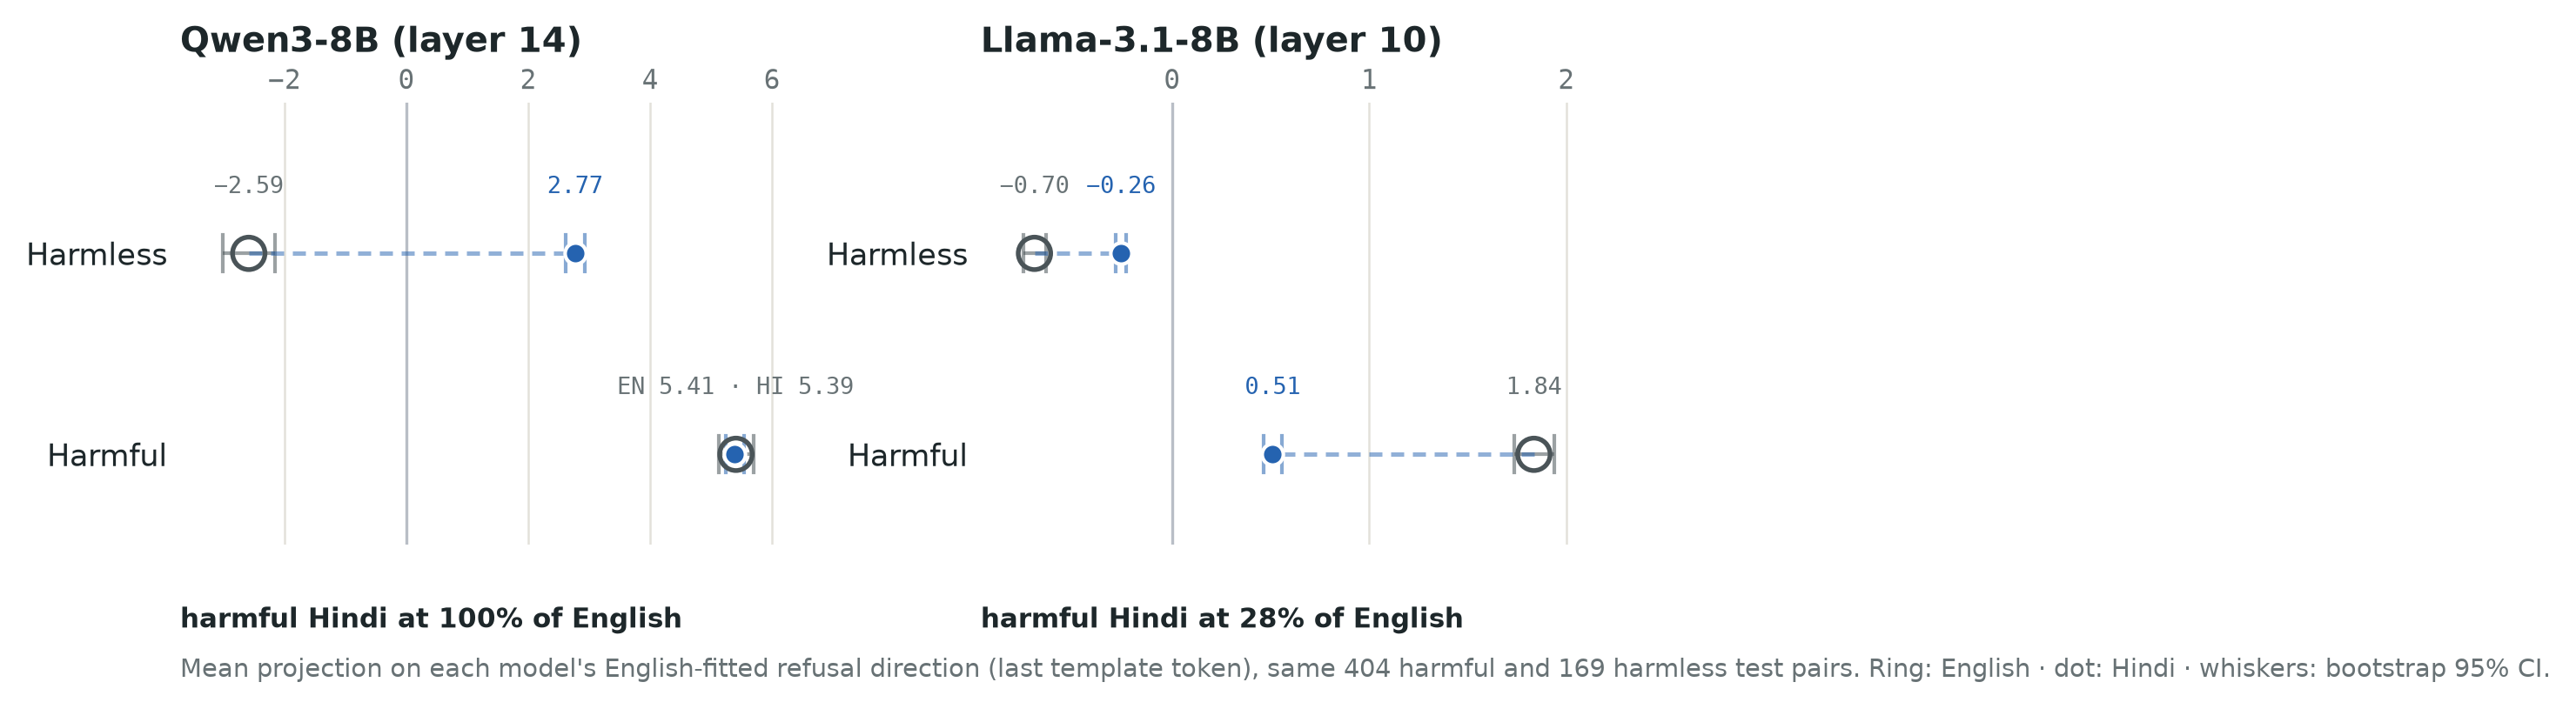 Qwen3-8B (layer 14)
−2 0 2 4 6
−2.59 2.77
Harmless
EN 5.41 · HI 5.39
Harmful
harmful Hindi at 100% of English
Llama-3.1-8B (layer 10)
0 1 2
−0.70 −0.26
Harmless
0.51 1.84
Harmful
harmful Hindi at 28% of English
Mean projection on each model's English-fitted refusal direction (last template token), same 404 harmful and 169 harmless test pairs. Ring: English · dot: Hindi · whiskers: bootstrap 95% CI.